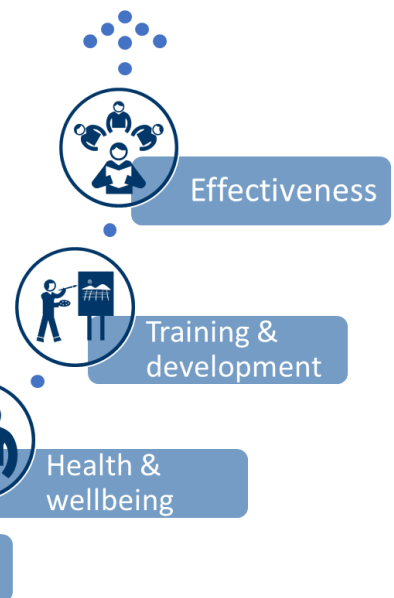 Effectiveness
Training &
development
Health &
wellbeing